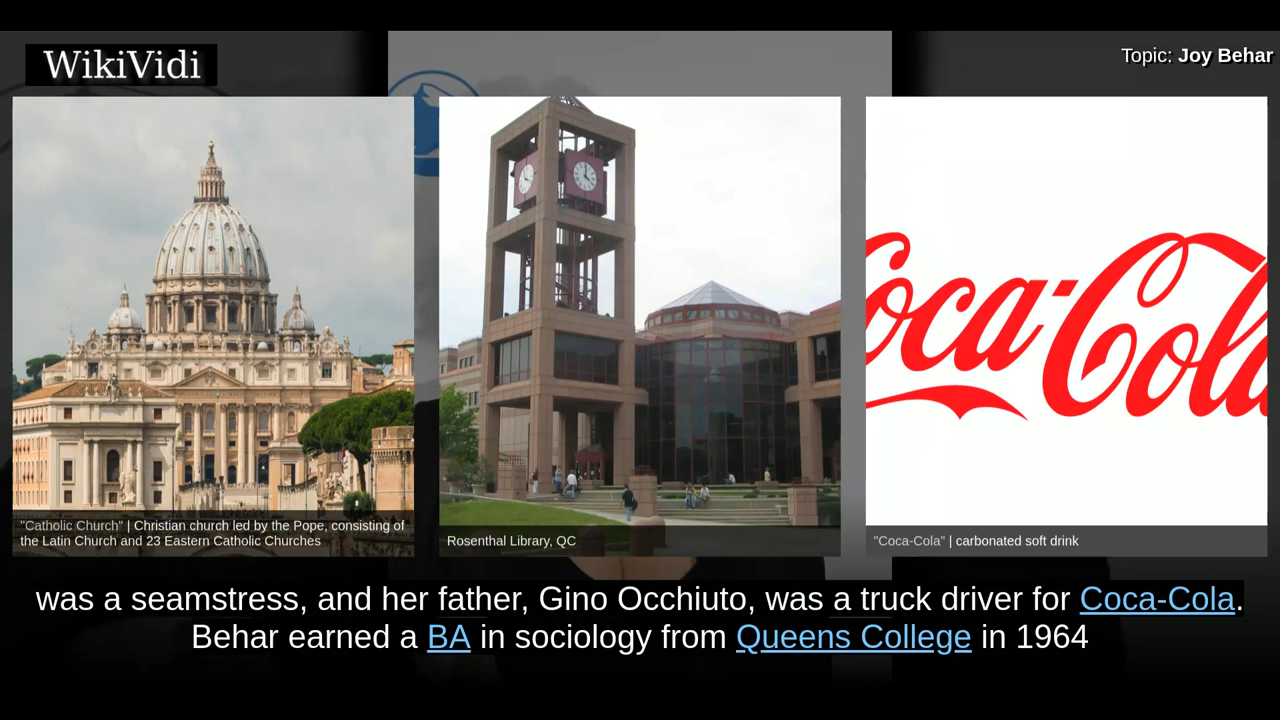 WikiVidi
Topic: Joy Behar
"Catholic Church" | Christian church led by the Pope, consisting of
the Latin Church and 23 Eastern Catholic Churches
Rosenthal Library, QC
Coca-Cola
"Coca-Cola" | carbonated soft drink
was a seamstress, and her father, Gino Occhiuto, was a truck driver for Coca-Cola.
Behar earned a BA in sociology from Queens College in 1964